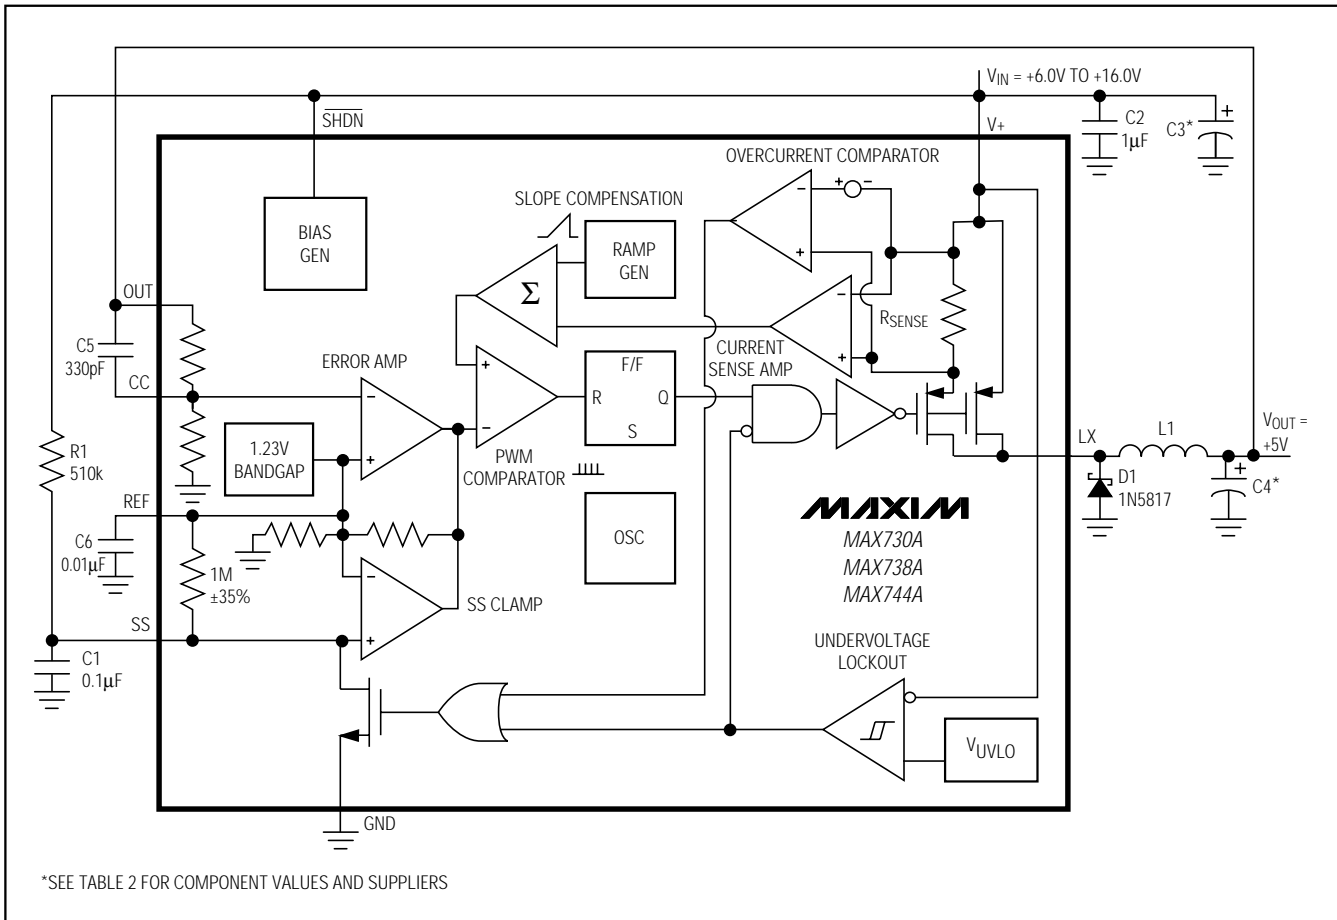 V_IN = +6.0V TO +16.0V
SHDN
V+
C2
1µF
C3*
+
OVERCURRENT COMPARATOR
+ -
-
+
SLOPE COMPENSATION
BIAS
GEN
RAMP
GEN
Σ
OUT
C5
330pF
CC
ERROR AMP
-
+
+
-
PWM
COMPARATOR
F/F
R
Q
S
CURRENT
SENSE AMP
-
+
R_SENSE
R1
510k
1.23V
BANDGAP
LX
L1
V_OUT =
+5V
D1
1N5817
+
C4*
REF
C6
0.01µF
OSC
MAXIM
MAX730A
MAX738A
MAX744A
1M
±35%
-
+
SS CLAMP
SS
C1
0.1µF
UNDERVOLTAGE
LOCKOUT
V_UVLO
GND
*SEE TABLE 2 FOR COMPONENT VALUES AND SUPPLIERS